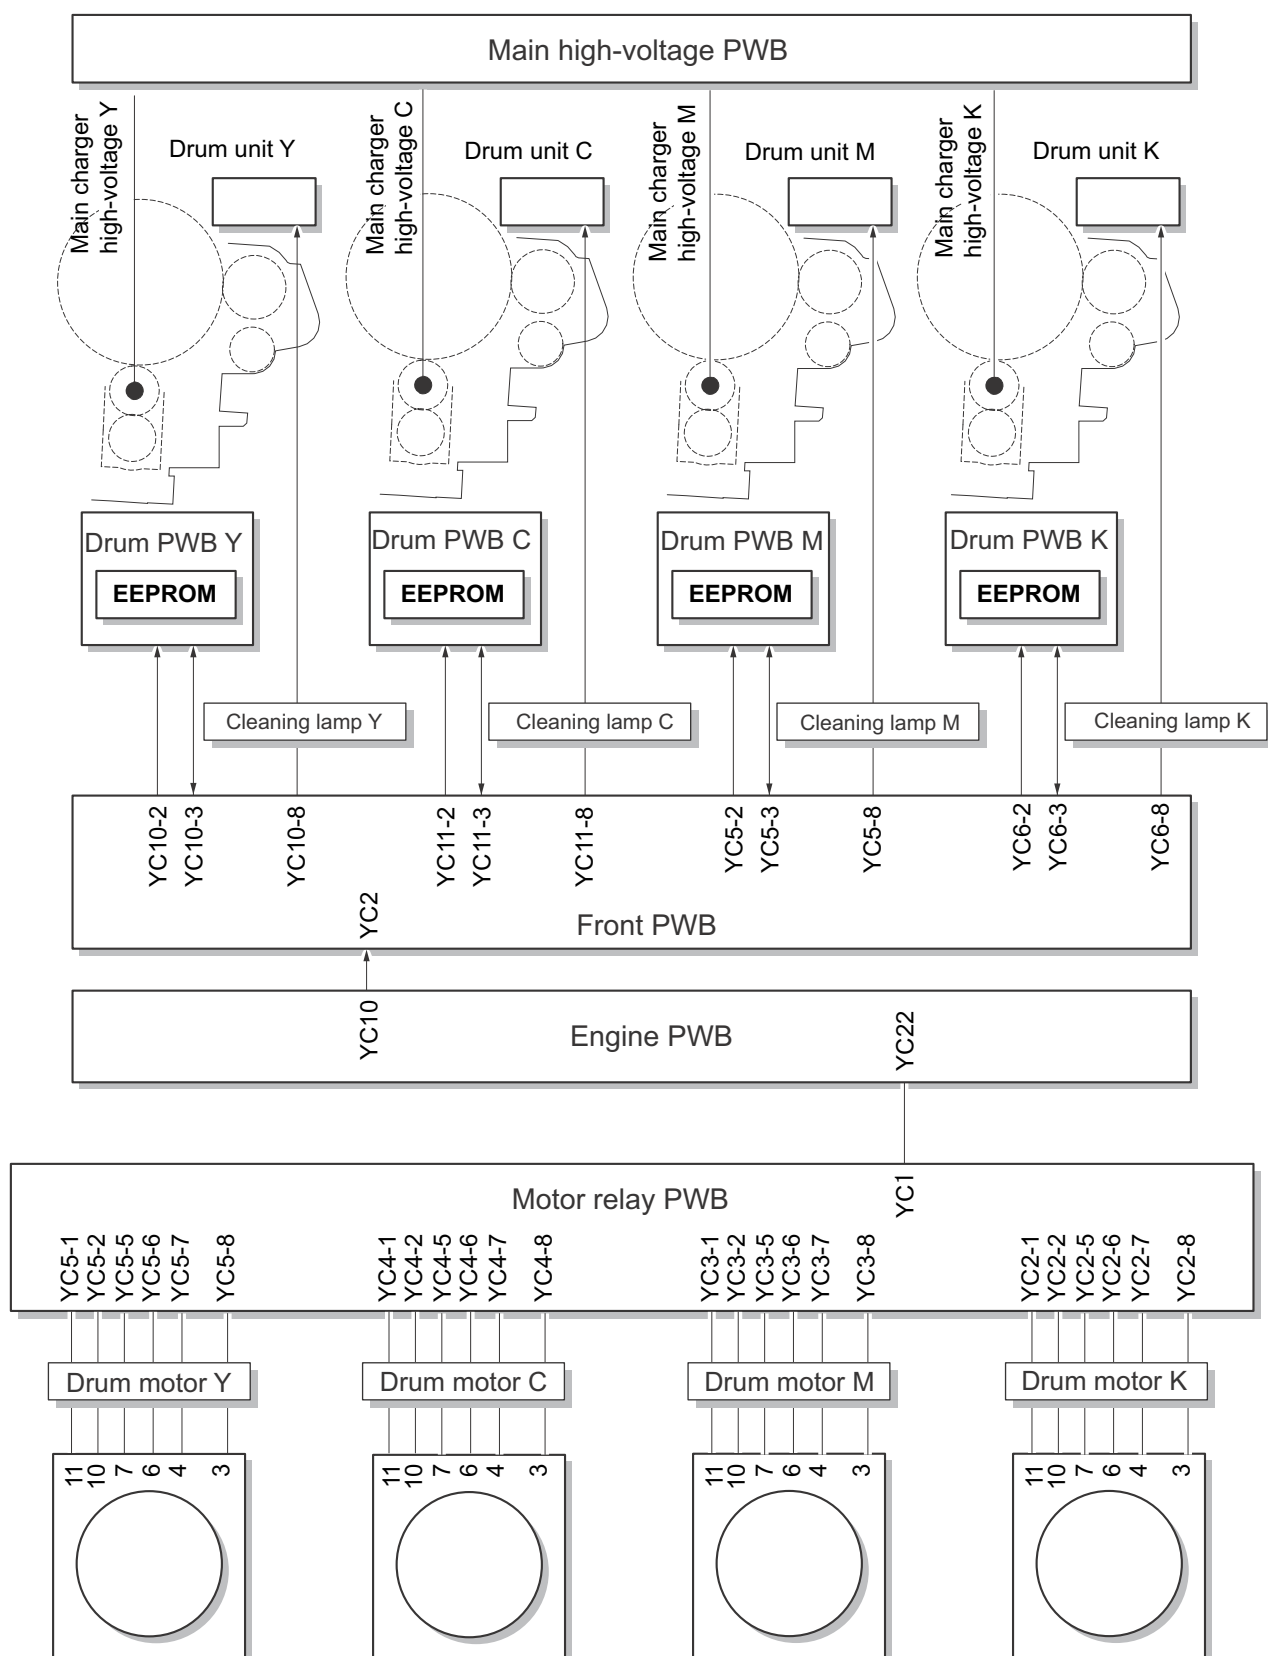 Main high-voltage PWB
Main charger
high-voltage Y
Drum unit Y
Main charger
high-voltage C
Drum unit C
Main charger
high-voltage M
Drum unit M
Main charger
high-voltage K
Drum unit K
Drum PWB Y
EEPROM
Drum PWB C
EEPROM
Drum PWB M
EEPROM
Drum PWB K
EEPROM
Cleaning lamp Y
Cleaning lamp C
Cleaning lamp M
Cleaning lamp K
YC10-2
YC10-3
YC10-8
YC11-2
YC11-3
YC11-8
YC5-2
YC5-3
YC5-8
YC6-2
YC6-3
YC6-8
YC2
Front PWB
YC10
Engine PWB
YC22
Motor relay PWB
YC1
YC5-1
YC5-2
YC5-5
YC5-6
YC5-7
YC5-8
YC4-1
YC4-2
YC4-5
YC4-6
YC4-7
YC4-8
YC3-1
YC3-2
YC3-5
YC3-6
YC3-7
YC3-8
YC2-1
YC2-2
YC2-5
YC2-6
YC2-7
YC2-8
Drum motor Y
Drum motor C
Drum motor M
Drum motor K
11
10
7
6
4
3
11
10
7
6
4
3
11
10
7
6
4
3
11
10
7
6
4
3